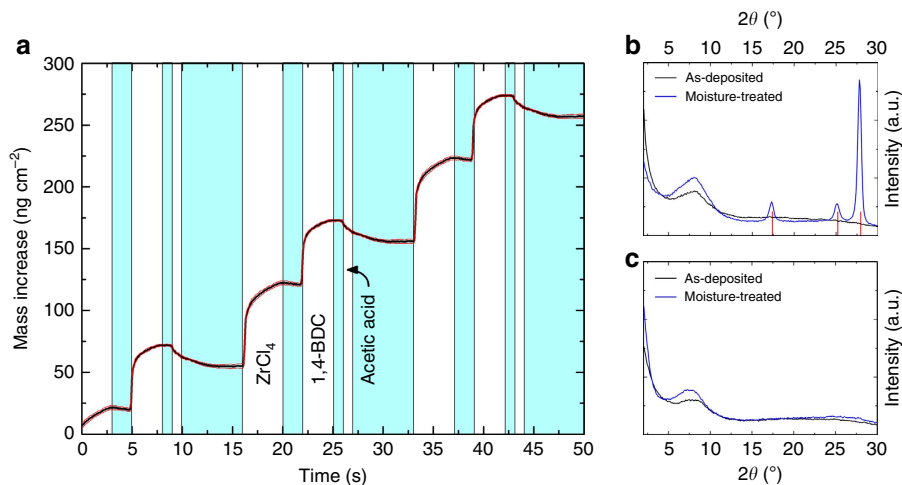 a
300
250
200
150
100
50
0
Mass increase (ng cm⁻²)
ZrCl₄
1,4-BDC
Acetic acid
0 5 10 15 20 25 30 35 40 45 50
Time (s)
b
2θ (°)
5 10 15 20 25 30
As-deposited
Moisture-treated
Intensity (a.u.)
c
As-deposited
Moisture-treated
Intensity (a.u.)
5 10 15 20 25 30
2θ (°)